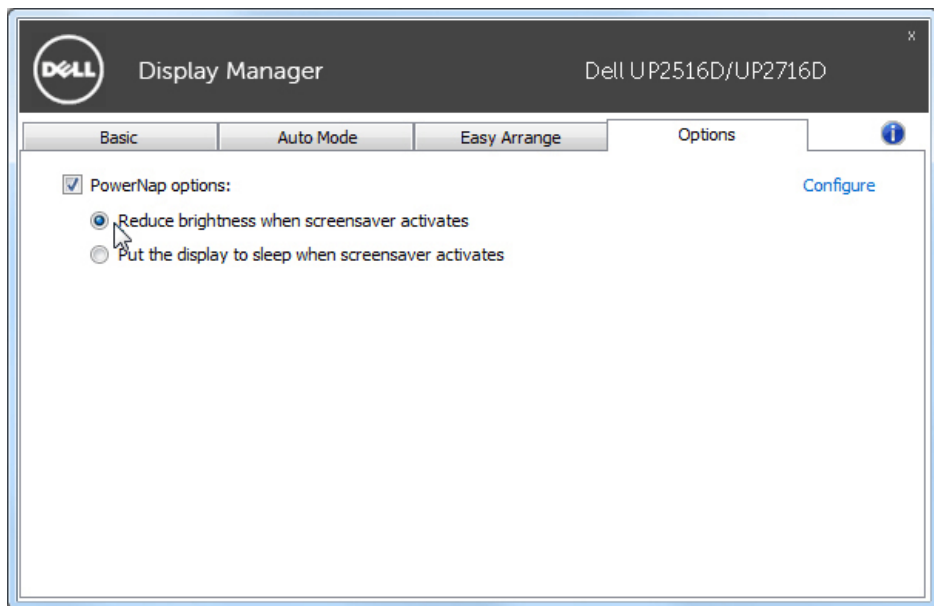 x
DELL
Display Manager
Dell UP2516D/UP2716D
Basic
Auto Mode
Easy Arrange
Options
i
PowerNap options:
Configure
Reduce brightness when screensaver activates
Put the display to sleep when screensaver activates